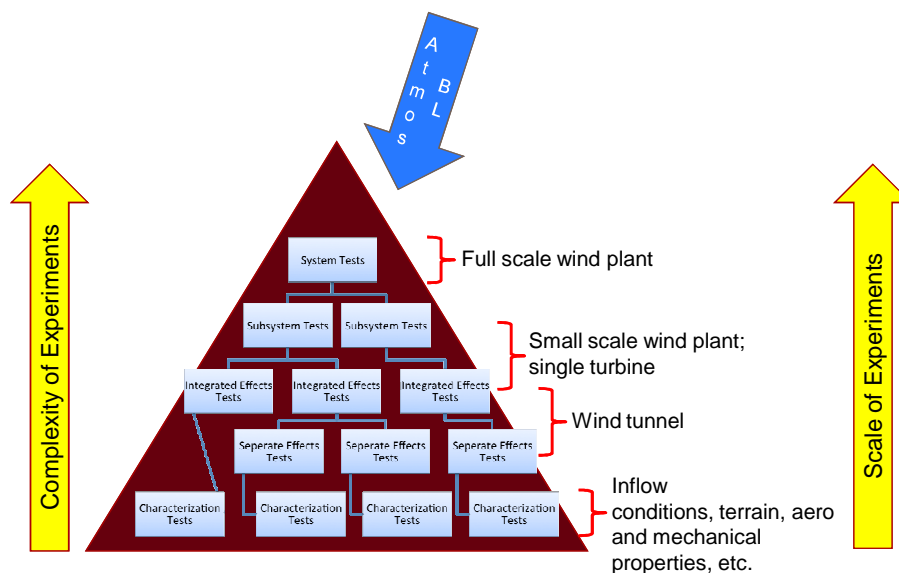 Atmos
BL
Complexity of Experiments
Scale of Experiments
System Tests
Full scale wind plant
Subsystem Tests
Subsystem Tests
Small scale wind plant;
single turbine
Integrated Effects
Tests
Integrated Effects
Tests
Integrated Effects
Tests
Wind tunnel
Seperate Effects
Tests
Seperate Effects
Tests
Seperate Effects
Tests
Characterization
Tests
Characterization
Tests
Characterization
Tests
Characterization
Tests
Inflow
conditions, terrain, aero
and mechanical
properties, etc.